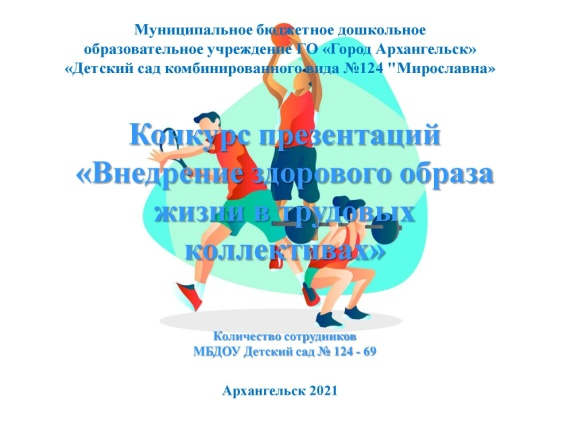 Муниципальное бюджетное дошкольное
образовательное учреждение ГО «Город Архангельск»
«Детский сад комбинированного вида №124 "Мирославна»
Конкурс презентаций
«Внедрение здорового образа
жизни в трудовых
коллективах»
Количество сотрудников
МБДОУ Детский сад № 124 - 69
Архангельск 2021